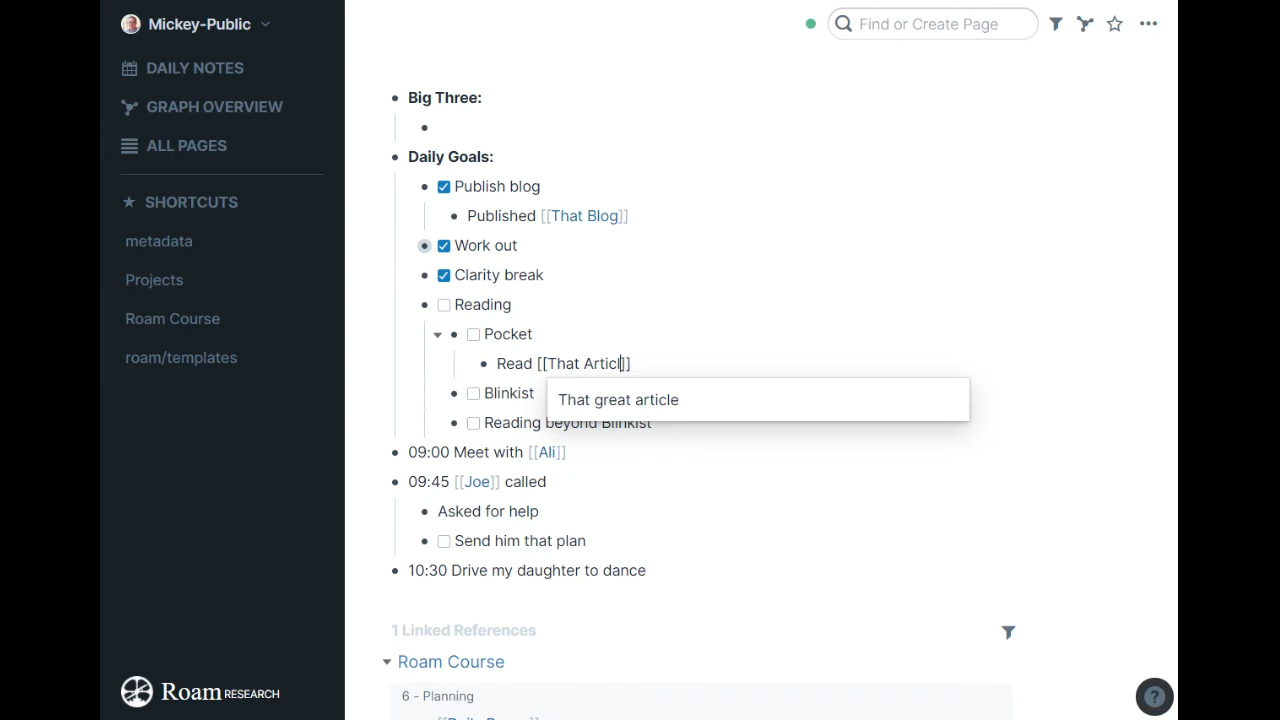 Mickey-Public
DAILY NOTES
GRAPH OVERVIEW
ALL PAGES
SHORTCUTS
metadata
Projects
Roam Course
roam/templates
Roam RESEARCH
Find or Create Page
Big Three:
Daily Goals:
Publish blog
Published [[That Blog]]
Work out
Clarity break
Reading
Pocket
Read [[That Articl]]
That great article
Blinkist
Reading beyond Blinkist
09:00 Meet with [[Ali]]
09:45 [[Joe]] called
Asked for help
Send him that plan
10:30 Drive my daughter to dance
1 Linked References
Roam Course
6 - Planning
?